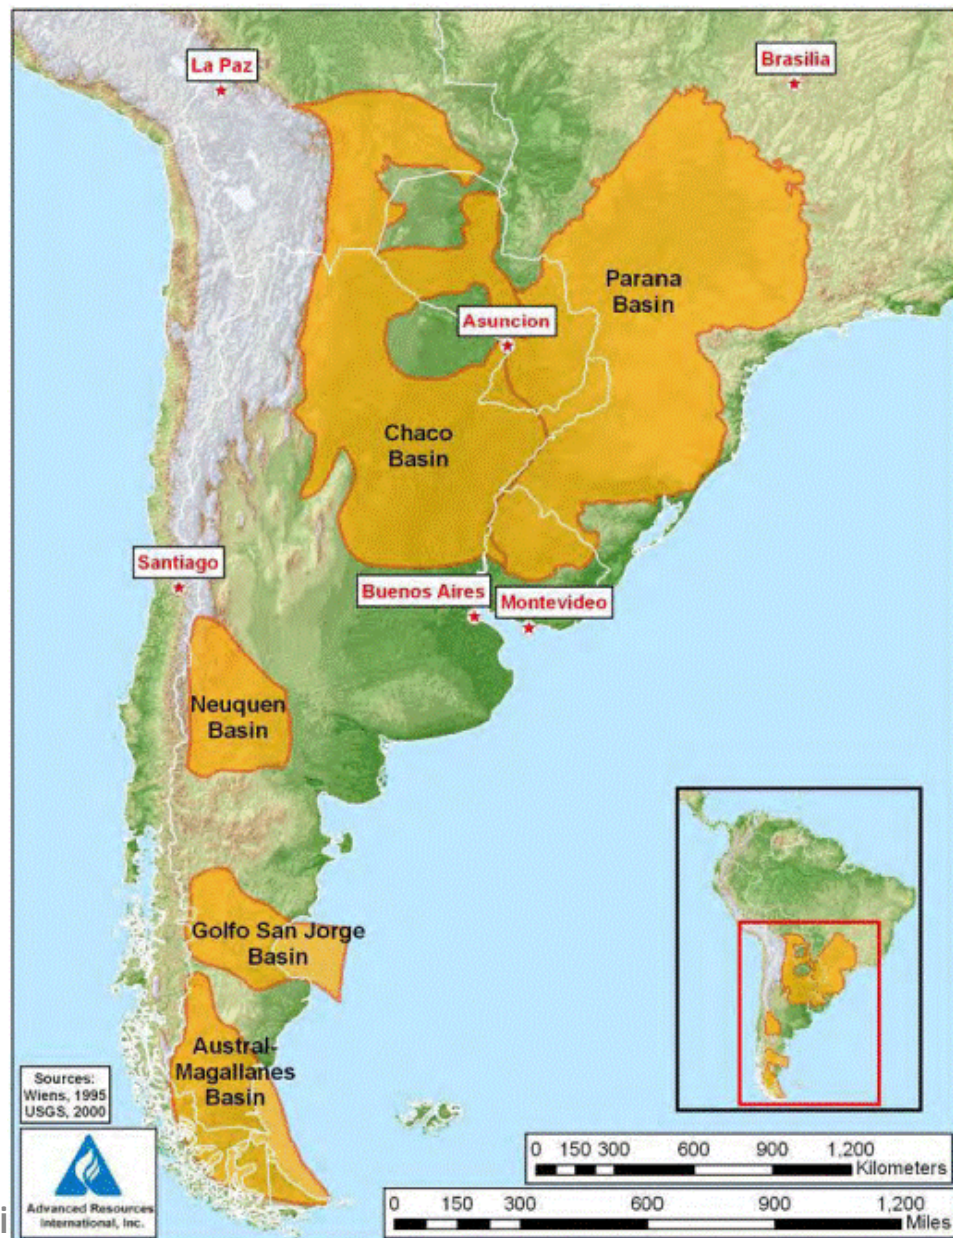 La Paz
Brasilia
Parana
Basin
Asuncion
Chaco
Basin
Santiago
Buenos Aires
Montevideo
Neuquen
Basin
Golfo San Jorge
Basin
Austral-
Magallanes
Basin
Sources:
Wiens, 1995
USGS, 2000
Advanced Resources
International, Inc.
0 150 300 600 900 1,200
Kilometers
0 150 300 600 900 1,200
Miles
i